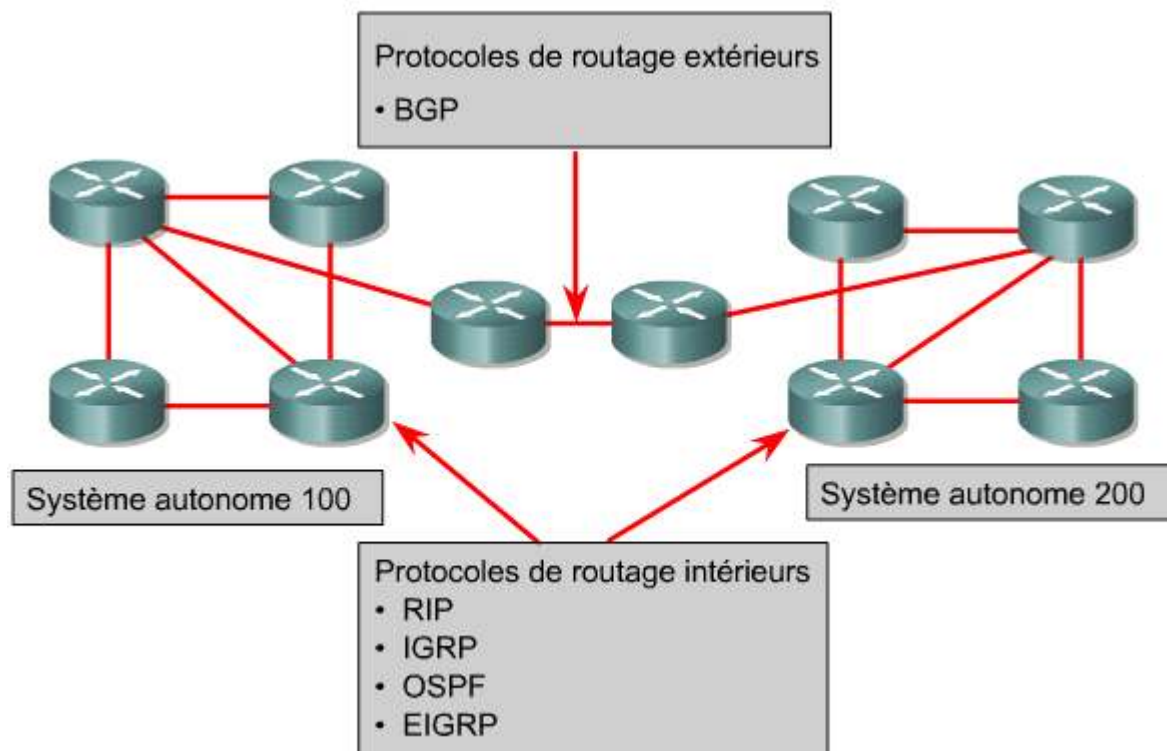 Protocoles de routage extérieurs
• BGP
Système autonome 100
Système autonome 200
Protocoles de routage intérieurs
• RIP
• IGRP
• OSPF
• EIGRP